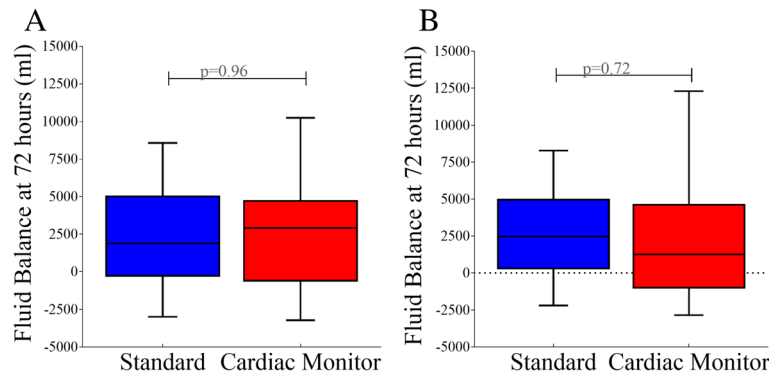 A
Fluid Balance at 72 hours (ml)
15000
12500
10000
7500
5000
2500
0
-2500
-5000
p=0.96
Standard
Cardiac Monitor
B
Fluid Balance at 72 hours (ml)
15000
12500
10000
7500
5000
2500
0
-2500
-5000
p=0.72
Standard
Cardiac Monitor